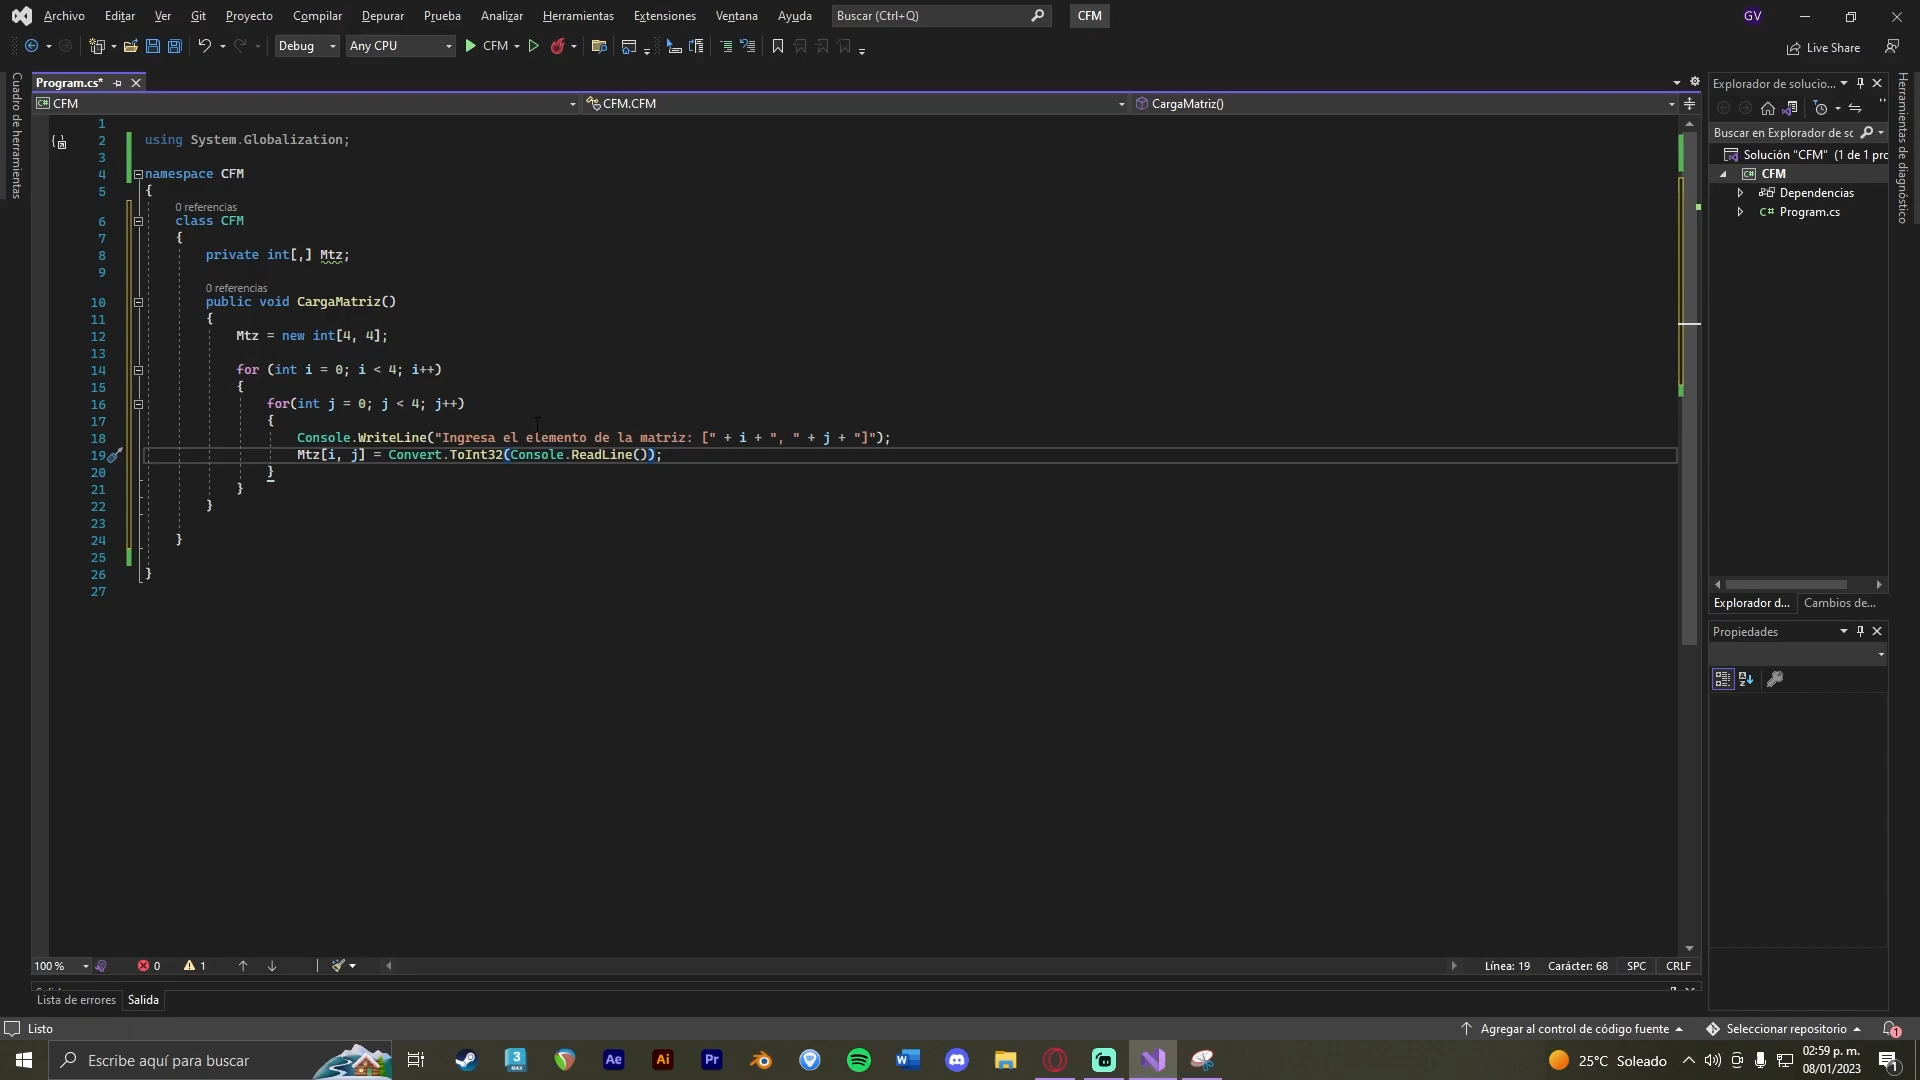 Archivo Editar Ver Git Proyecto Compilar Depurar Prueba Analizar Herramientas Extensiones Ventana Ayuda Buscar (Ctrl+Q) CFM GV
Debug Any CPU CFM Live Share
Cuadro de herramientas
Program.cs*
CFM CFM.CFM CargaMatriz()
1
2 using System.Globalization;
3
4 namespace CFM
5 {
0 referencias
6 class CFM
7 {
8 private int[,] Mtz;
9
0 referencias
10 public void CargaMatriz()
11 {
12 Mtz = new int[4, 4];
13
14 for (int i = 0; i < 4; i++)
15 {
16 for(int j = 0; j < 4; j++)
17 {
18 Console.WriteLine("Ingresa el elemento de la matriz: [" + i + ", " + j + "]");
19 Mtz[i, j] = Convert.ToInt32(Console.ReadLine());
20 }
21 }
22 }
23
24 }
25
26 }
27
100 % 0 1 Línea: 19 Carácter: 68 SPC CRLF
Lista de errores Salida
Explorador de solucio...
Buscar en Explorador de sc
Solución "CFM" (1 de 1 pro
CFM
Dependencias
C# Program.cs
Explorador d... Cambios de...
Propiedades
Herramientas de diagnóstico
Listo Agregar al control de código fuente Seleccionar repositorio 1
Escribe aquí para buscar
3 MAX Ae Ai Pr
25°C Soleado
02:59 p. m.
08/01/2023
1